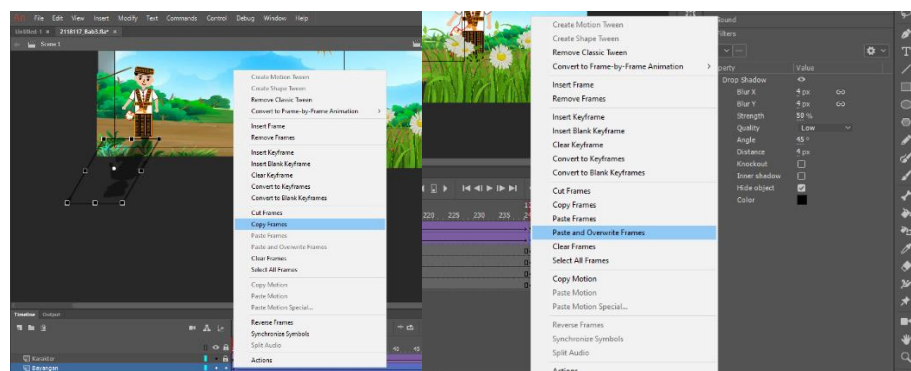 An File Edit View Insert Modify Text Commands Control Debug Window Help
Untitled-1 × 2118117_Bab3.fla* ×
Scene 1
Create Motion Tween
Create Shape Tween
Remove Classic Tween
Convert to Frame-by-Frame Animation >
Insert Frame
Remove Frames
Insert Keyframe
Insert Blank Keyframe
Clear Keyframe
Convert to Keyframes
Convert to Blank Keyframes
Cut Frames
Copy Frames
Paste Frames
Paste and Overwrite Frames
Clear Frames
Select All Frames
Copy Motion
Paste Motion
Paste Motion Special...
Reverse Frames
Synchronize Symbols
Split Audio
Actions
Timeline Output
40 45
Karakter
Bayangan
220 225 230 235
Create Motion Tween
Create Shape Tween
Remove Classic Tween
Convert to Frame-by-Frame Animation >
Insert Frame
Remove Frames
Insert Keyframe
Insert Blank Keyframe
Clear Keyframe
Convert to Keyframes
Convert to Blank Keyframes
Cut Frames
Copy Frames
Paste Frames
Paste and Overwrite Frames
Clear Frames
Select All Frames
Copy Motion
Paste Motion
Paste Motion Special...
Reverse Frames
Synchronize Symbols
Split Audio
Actions
Sound
Filters
perty Value
Drop Shadow
Blur X 4 px
Blur Y 4 px
Strength 50 %
Quality Low
Angle 45 °
Distance 4 px
Knockout
Inner shadow
Hide object
Color